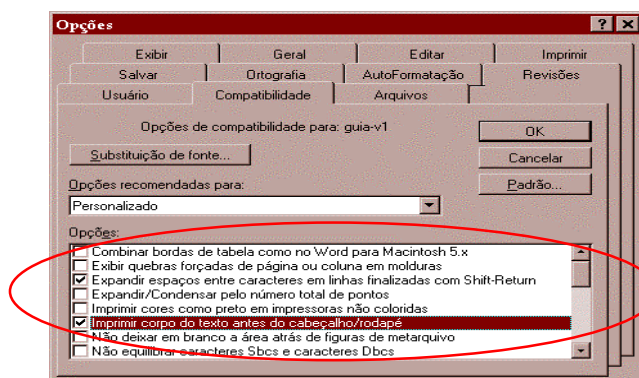 Opções
Exibir Geral Editar Imprimir
Salvar Ortografia AutoFormatação Revisões
Usuário Compatibilidade Arquivos
Opções de compatibilidade para: guia-v1
OK
Substituição de fonte...
Cancelar
Opções recomendadas para:
Padrão...
Personalizado
Opções:
Combinar bordas de tabela como no Word para Macintosh 5.x
Exibir quebras forçadas de página ou coluna em molduras
Expandir espaços entre caracteres em linhas finalizadas com Shift-Return
Expandir/Condensar pelo número total de pontos
Imprimir cores como preto em impressoras não coloridas
Imprimir corpo do texto antes do cabeçalho/rodapé
Não deixar em branco a área atrás de figuras de metarquivo
Não equilibrar caracteres Sbcs e caracteres Dbcs